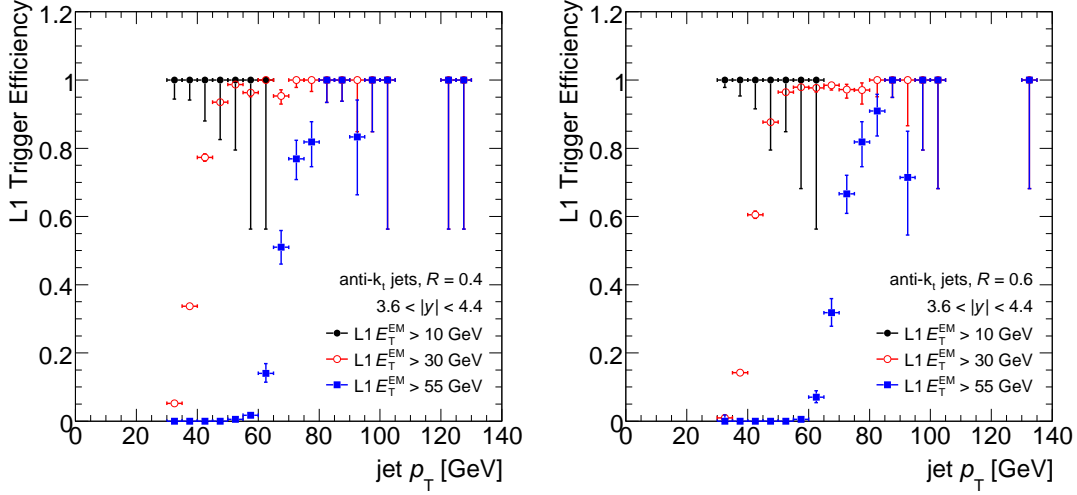 L1 Trigger Efficiency
1.2
1
0.8
0.6
0.4
0.2
0
anti-kt jets, R = 0.4
3.6 < |y| < 4.4
L1 E_T^EM > 10 GeV
L1 E_T^EM > 30 GeV
L1 E_T^EM > 55 GeV
0 20 40 60 80 100 120 140
jet p_T [GeV]
L1 Trigger Efficiency
1.2
1
0.8
0.6
0.4
0.2
0
anti-kt jets, R = 0.6
3.6 < |y| < 4.4
L1 E_T^EM > 10 GeV
L1 E_T^EM > 30 GeV
L1 E_T^EM > 55 GeV
0 20 40 60 80 100 120 140
jet p_T [GeV]